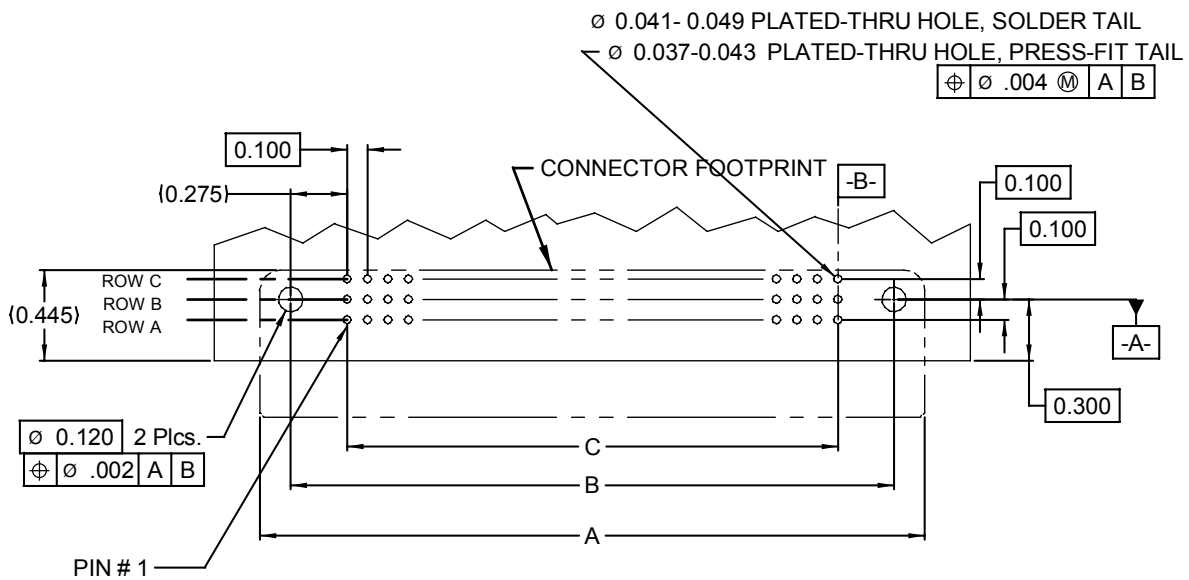 Ø 0.041- 0.049 PLATED-THRU HOLE, SOLDER TAIL
Ø 0.037-0.043 PLATED-THRU HOLE, PRESS-FIT TAIL
⌖ Ø .004 Ⓜ A B
0.100
CONNECTOR FOOTPRINT
-B-
(0.275)
0.100
0.100
ROW C
ROW B
ROW A
(0.445)
-A-
0.300
Ø 0.120 2 Plcs.
⌖ Ø .002 A B
C
B
A
PIN # 1